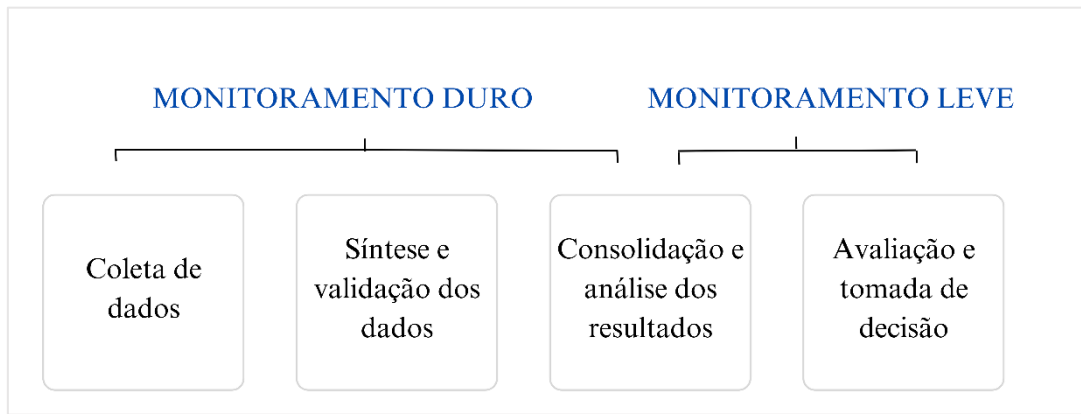 MONITORAMENTO DURO
MONITORAMENTO LEVE
Coleta de
dados
Síntese e
validação dos
dados
Consolidação e
análise dos
resultados
Avaliação e
tomada de
decisão